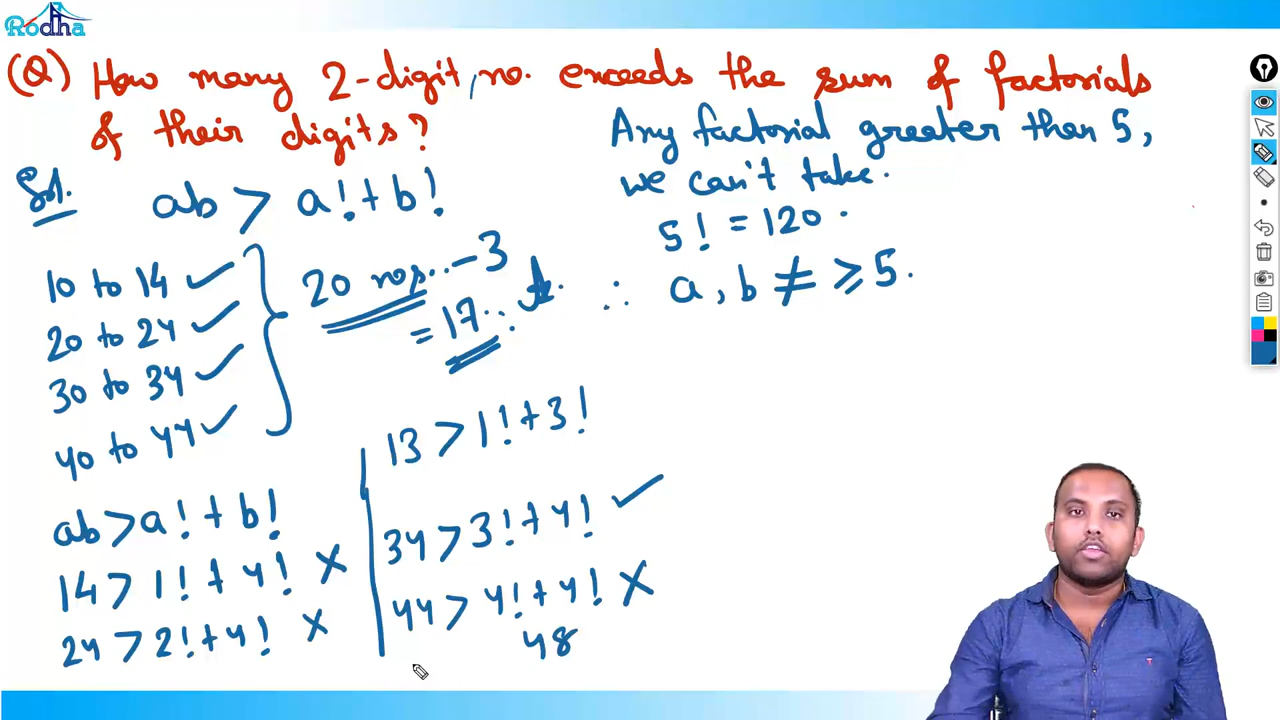 Rodha
(Q) How many 2-digit, no. exceeds the sum of factorials
of their digits?
Sol.
ab > a! + b!
10 to 14 ✓
20 to 24 ✓
30 to 34 ✓
40 to 44 ✓
20 nos. - 3
= 17.
Any factorial greater then 5,
we can't take.
5! = 120.
∴ a, b ≠ ≥ 5.
ab > a! + b!
14 > 1! + 4! ×
24 > 2! + 4! ×
13 > 1! + 3!
34 > 3! + 4! ✓
44 > 4! + 4! ×
48